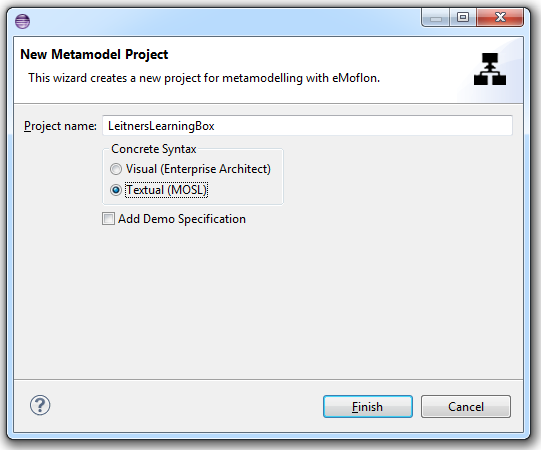 New Metamodel Project
This wizard creates a new project for metamodelling with eMoflon.
Project name: LeitnersLearningBox
Concrete Syntax
Visual (Enterprise Architect)
Textual (MOSL)
Add Demo Specification
? Finish Cancel